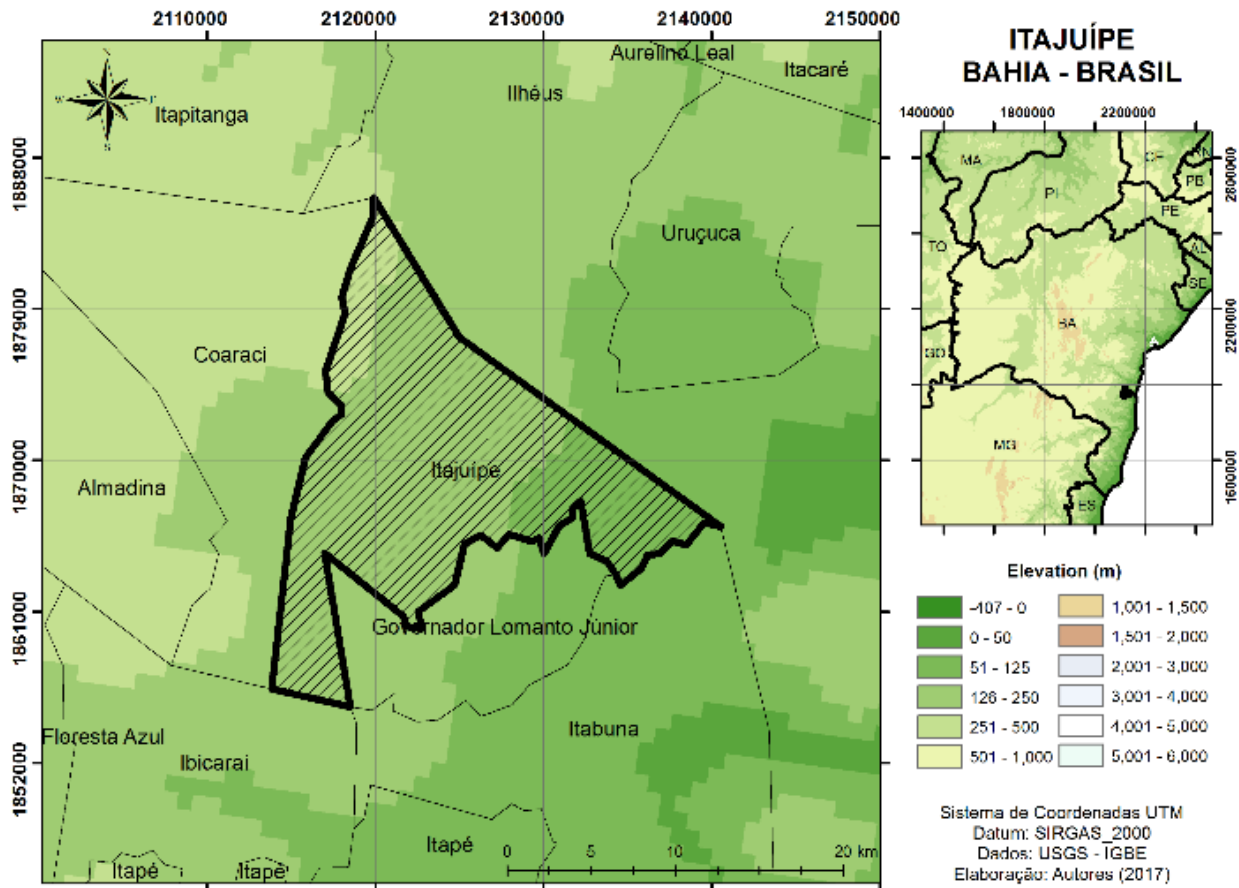 2110000
2120000
2130000
2140000
2150000
1888000
1879000
1870000
1861000
1852000
N
S
Aurelino Leal
Itacaré
Ilhéus
Itapitanga
Uruçuca
Coaraci
Itajuípe
Almadina
Governador Lomanto Júnior
Itabuna
Floresta Azul
Ibicarai
Itapé
Itapé
Itapé
0
5
10
20 km
ITAJUÍPE
BAHIA - BRASIL
1400000
1800000
2200000
2800000
2200000
1600000
MA
CE
RN
PB
PI
PE
TO
AL
SE
BA
GO
MG
ES
Elevation (m)
-407 - 0
0 - 50
51 - 125
126 - 250
251 - 500
501 - 1,000
1,001 - 1,500
1,501 - 2,000
2,001 - 3,000
3,001 - 4,000
4,001 - 5,000
5,001 - 6,000
Sistema de Coordenadas UTM
Datum: SIRGAS_2000
Dados: USGS - IGBE
Elaboração: Autores (2017)